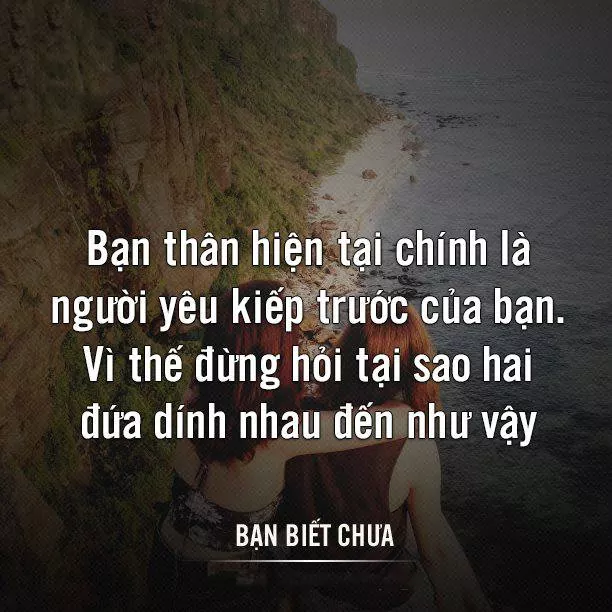 Bạn thân hiện tại chính là
người yêu kiếp trước của bạn.
Vì thế đừng hỏi tại sao hai
đứa dính nhau đến như vậy
BẠN BIẾT CHƯA